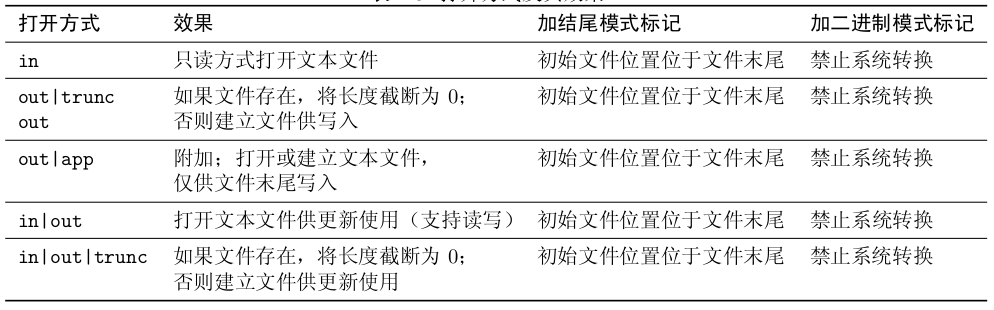 打开方式 效果 加结尾模式标记 加二进制模式标记
in 只读方式打开文本文件 初始文件位置位于文件末尾 禁止系统转换
out|trunc 如果文件存在，将长度截断为 0； 初始文件位置位于文件末尾 禁止系统转换
out 否则建立文件供写入
out|app 附加；打开或建立文本文件， 初始文件位置位于文件末尾 禁止系统转换
仅供文件末尾写入
in|out 打开文本文件供更新使用（支持读写） 初始文件位置位于文件末尾 禁止系统转换
in|out|trunc 如果文件存在，将长度截断为 0； 初始文件位置位于文件末尾 禁止系统转换
否则建立文件供更新使用